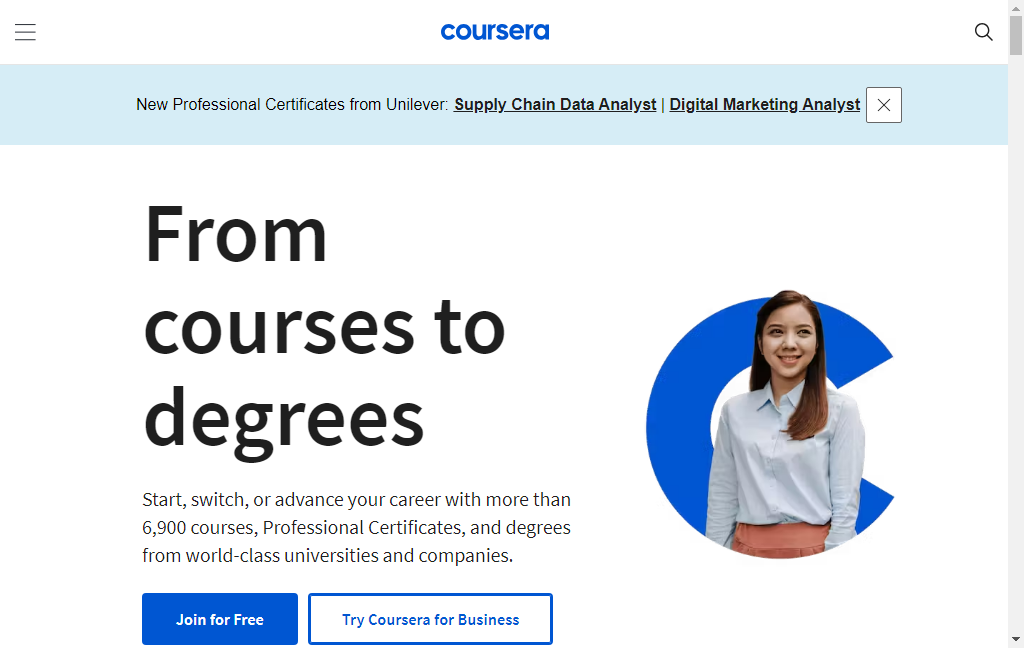 coursera
New Professional Certificates from Unilever: Supply Chain Data Analyst | Digital Marketing Analyst
From
courses to
degrees
Start, switch, or advance your career with more than
6,900 courses, Professional Certificates, and degrees
from world-class universities and companies.
Join for Free
Try Coursera for Business